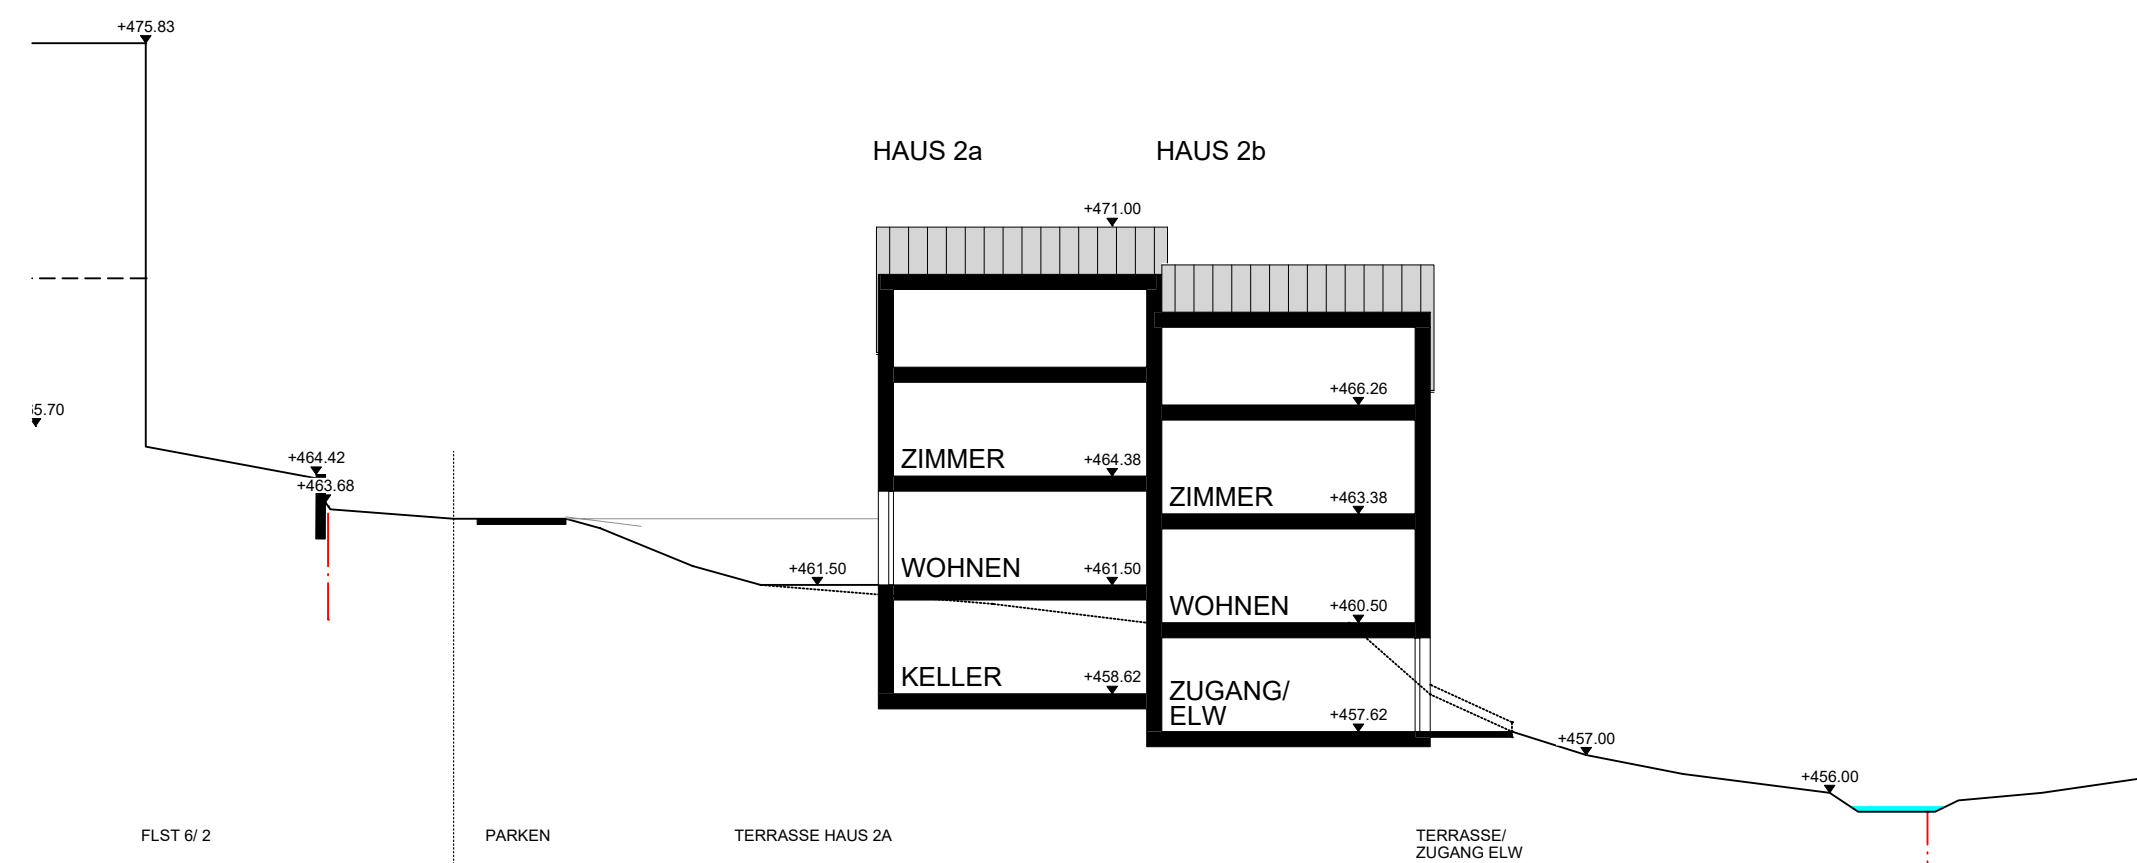 +475.83
HAUS 2a
HAUS 2b
+471.00
+466.26
5.70
+464.42
ZIMMER
+464.38
+463.68
ZIMMER
+463.38
+461.50
WOHNEN
+461.50
WOHNEN
+460.50
KELLER
+458.62
ZUGANG/
ELW
+457.62
+457.00
+456.00
FLST 6/ 2
PARKEN
TERRASSE HAUS 2A
TERRASSE/
ZUGANG ELW